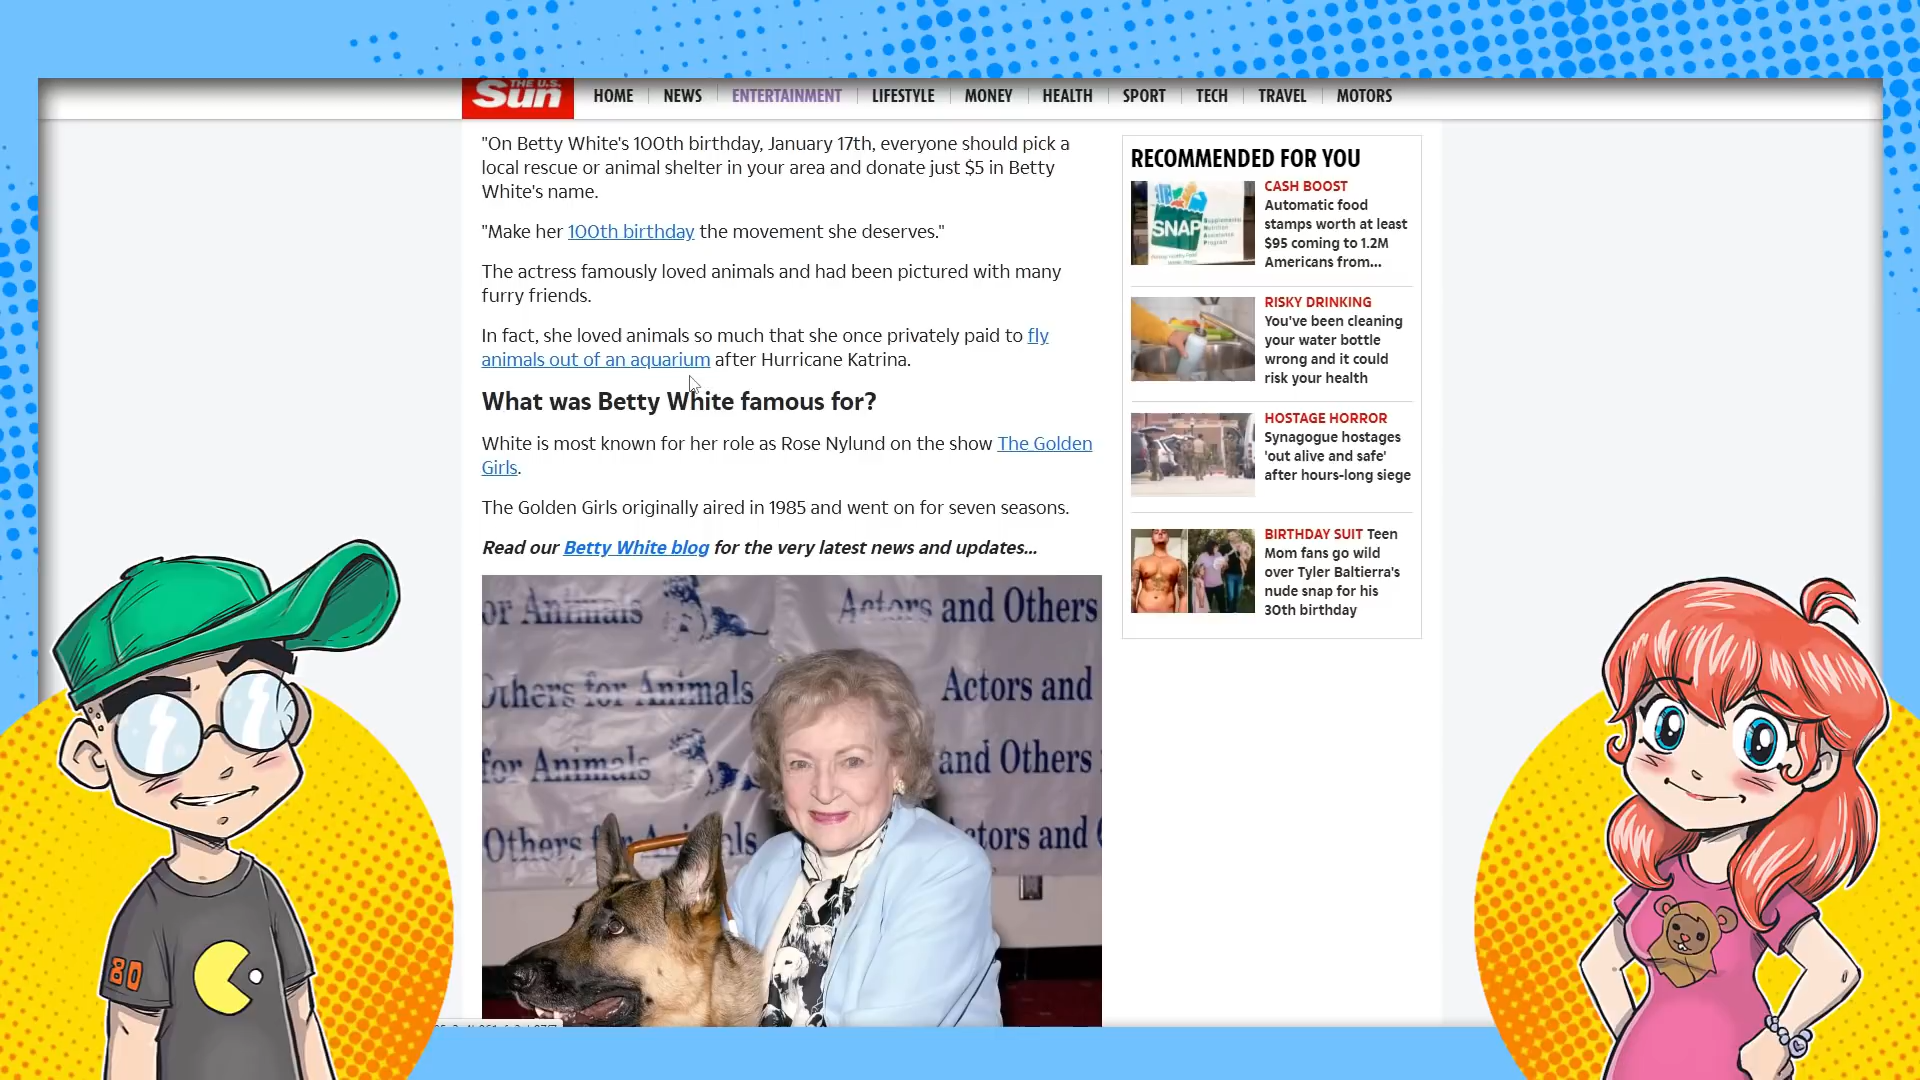 THE U.S.
Sun
HOME NEWS ENTERTAINMENT LIFESTYLE MONEY HEALTH SPORT TECH TRAVEL MOTORS
"On Betty White's 100th birthday, January 17th, everyone should pick a
local rescue or animal shelter in your area and donate just $5 in Betty
White's name.
"Make her 100th birthday the movement she deserves."
The actress famously loved animals and had been pictured with many
furry friends.
In fact, she loved animals so much that she once privately paid to fly
animals out of an aquarium after Hurricane Katrina.
What was Betty White famous for?
White is most known for her role as Rose Nylund on the show The Golden
Girls.
The Golden Girls originally aired in 1985 and went on for seven seasons.
Read our Betty White blog for the very latest news and updates...
or Animals Actors and Others
Others for Animals Actors and
for Animals and Others
Others for Animals Actors and
RECOMMENDED FOR YOU
SNAP
Supplemental
Nutrition
Assistance
Program
CASH BOOST
Automatic food
stamps worth at least
$95 coming to 1.2M
Americans from...
RISKY DRINKING
You've been cleaning
your water bottle
wrong and it could
risk your health
HOSTAGE HORROR
Synagogue hostages
'out alive and safe'
after hours-long siege
BIRTHDAY SUIT Teen
Mom fans go wild
over Tyler Baltierra's
nude snap for his
30th birthday
80